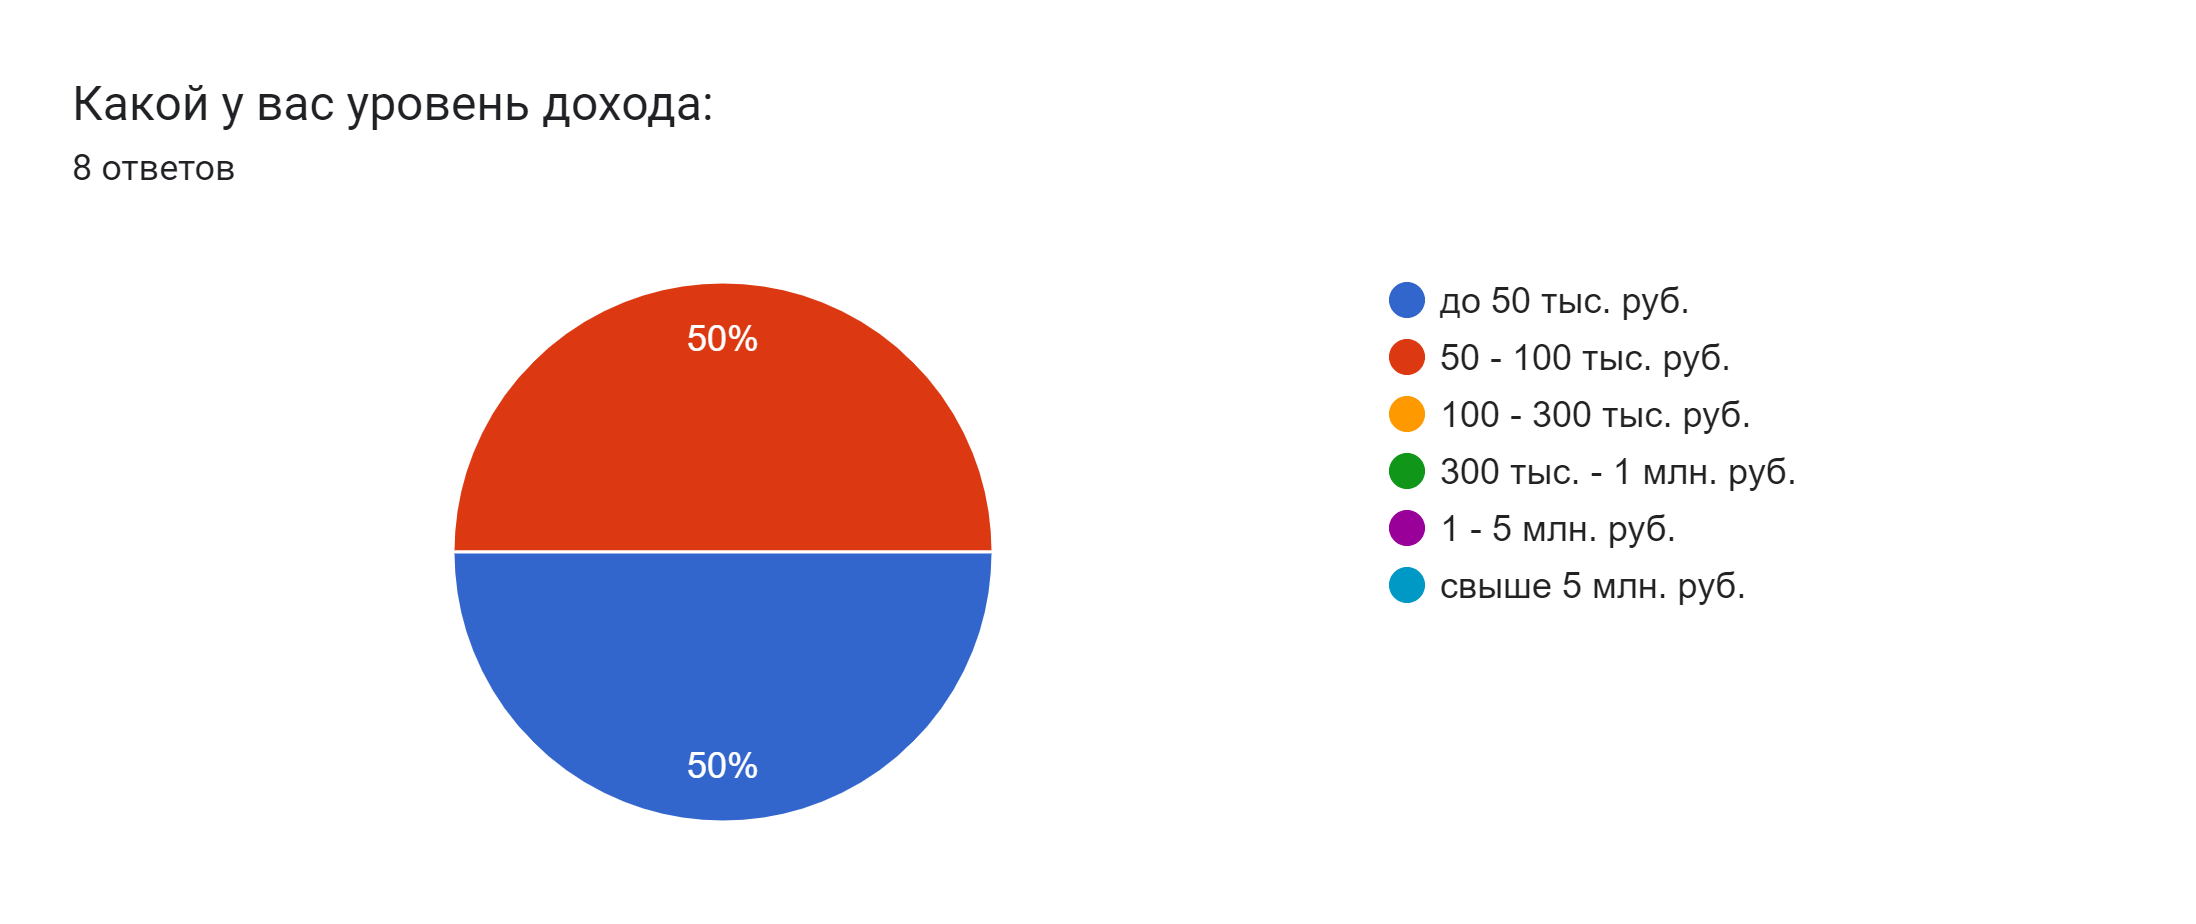 Какой у вас уровень дохода:
8 ответов
50%
50%
до 50 тыс. руб.
50 - 100 тыс. руб.
100 - 300 тыс. руб.
300 тыс. - 1 млн. руб.
1 - 5 млн. руб.
свыше 5 млн. руб.